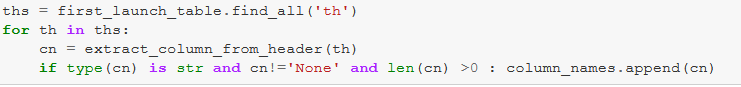 ths = first_launch_table.find_all('th')
for th in ths:
    cn = extract_column_from_header(th)
    if type(cn) is str and cn!='None' and len(cn) >0 : column_names.append(cn)